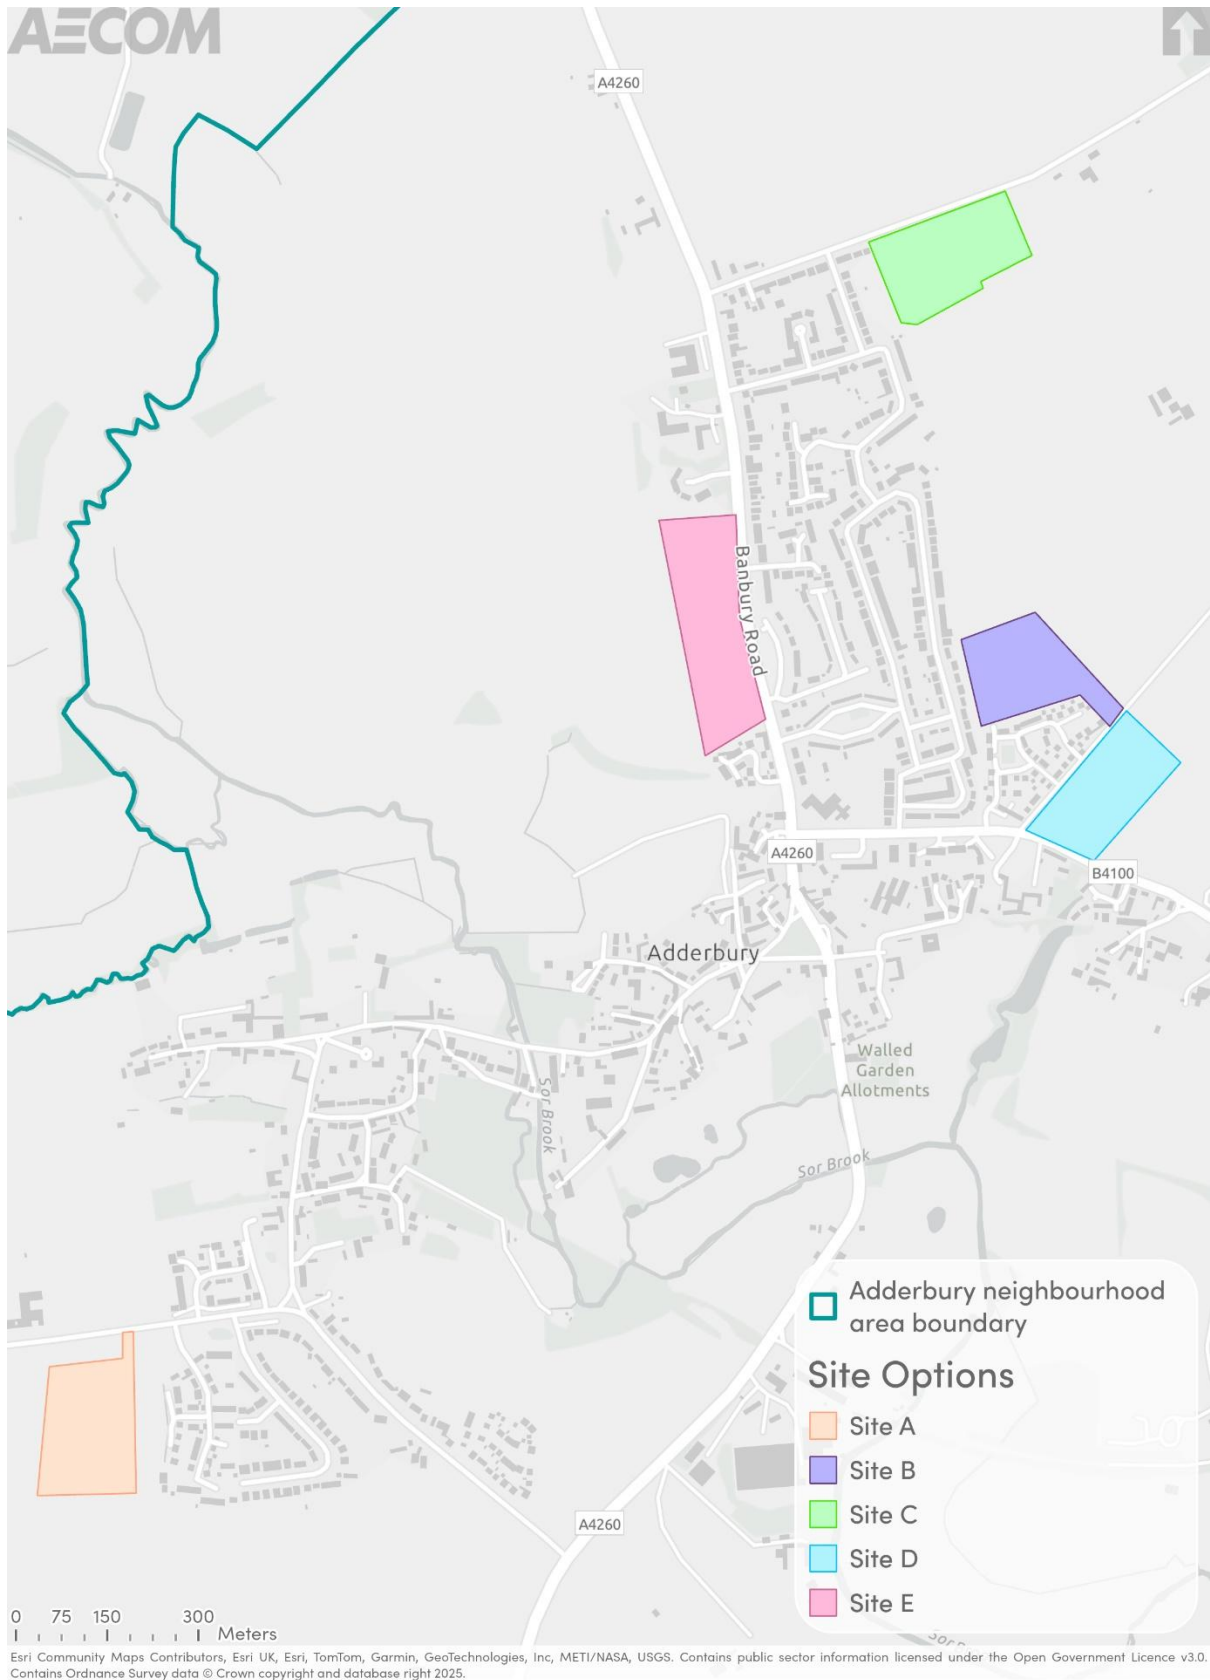 AECOM
A4260
Banbury Road
A4260
B4100
Adderbury
Walled
Garden
Allotments
Sor Brook
Sor Brook
Adderbury neighbourhood
area boundary
Site Options
Site A
Site B
Site C
Site D
Site E
A4260
0 75 150 300
Meters
Esri Community Maps Contributors, Esri UK, Esri, TomTom, Garmin, GeoTechnologies, Inc, METI/NASA, USGS. Contains public sector information licensed under the Open Government Licence v3.0.
Contains Ordnance Survey data © Crown copyright and database right 2025.